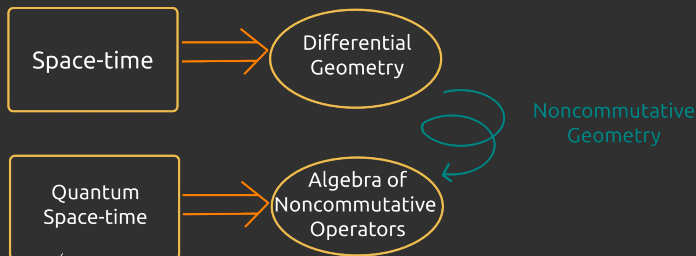 Space-time
Differential
Geometry
Noncommutative
Geometry
Quantum
Space-time
Algebra of
Noncommutative
Operators